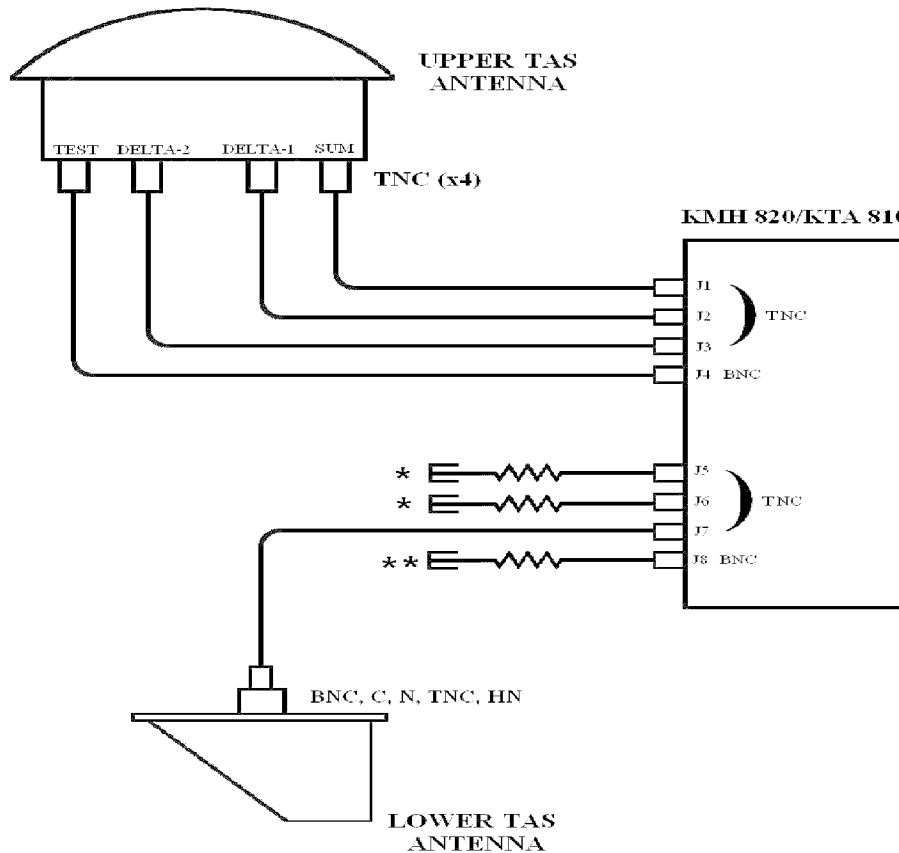 UPPER TAS
ANTENNA
TEST DELTA-2 DELTA-1 SUM
TNC (x4)
KMH 820/KTA 810
J1
J2 TNC
J3
J4 BNC
* J5
* J6 TNC
J7
** J8 BNC
BNC, C, N, TNC, HN
LOWER TAS
ANTENNA